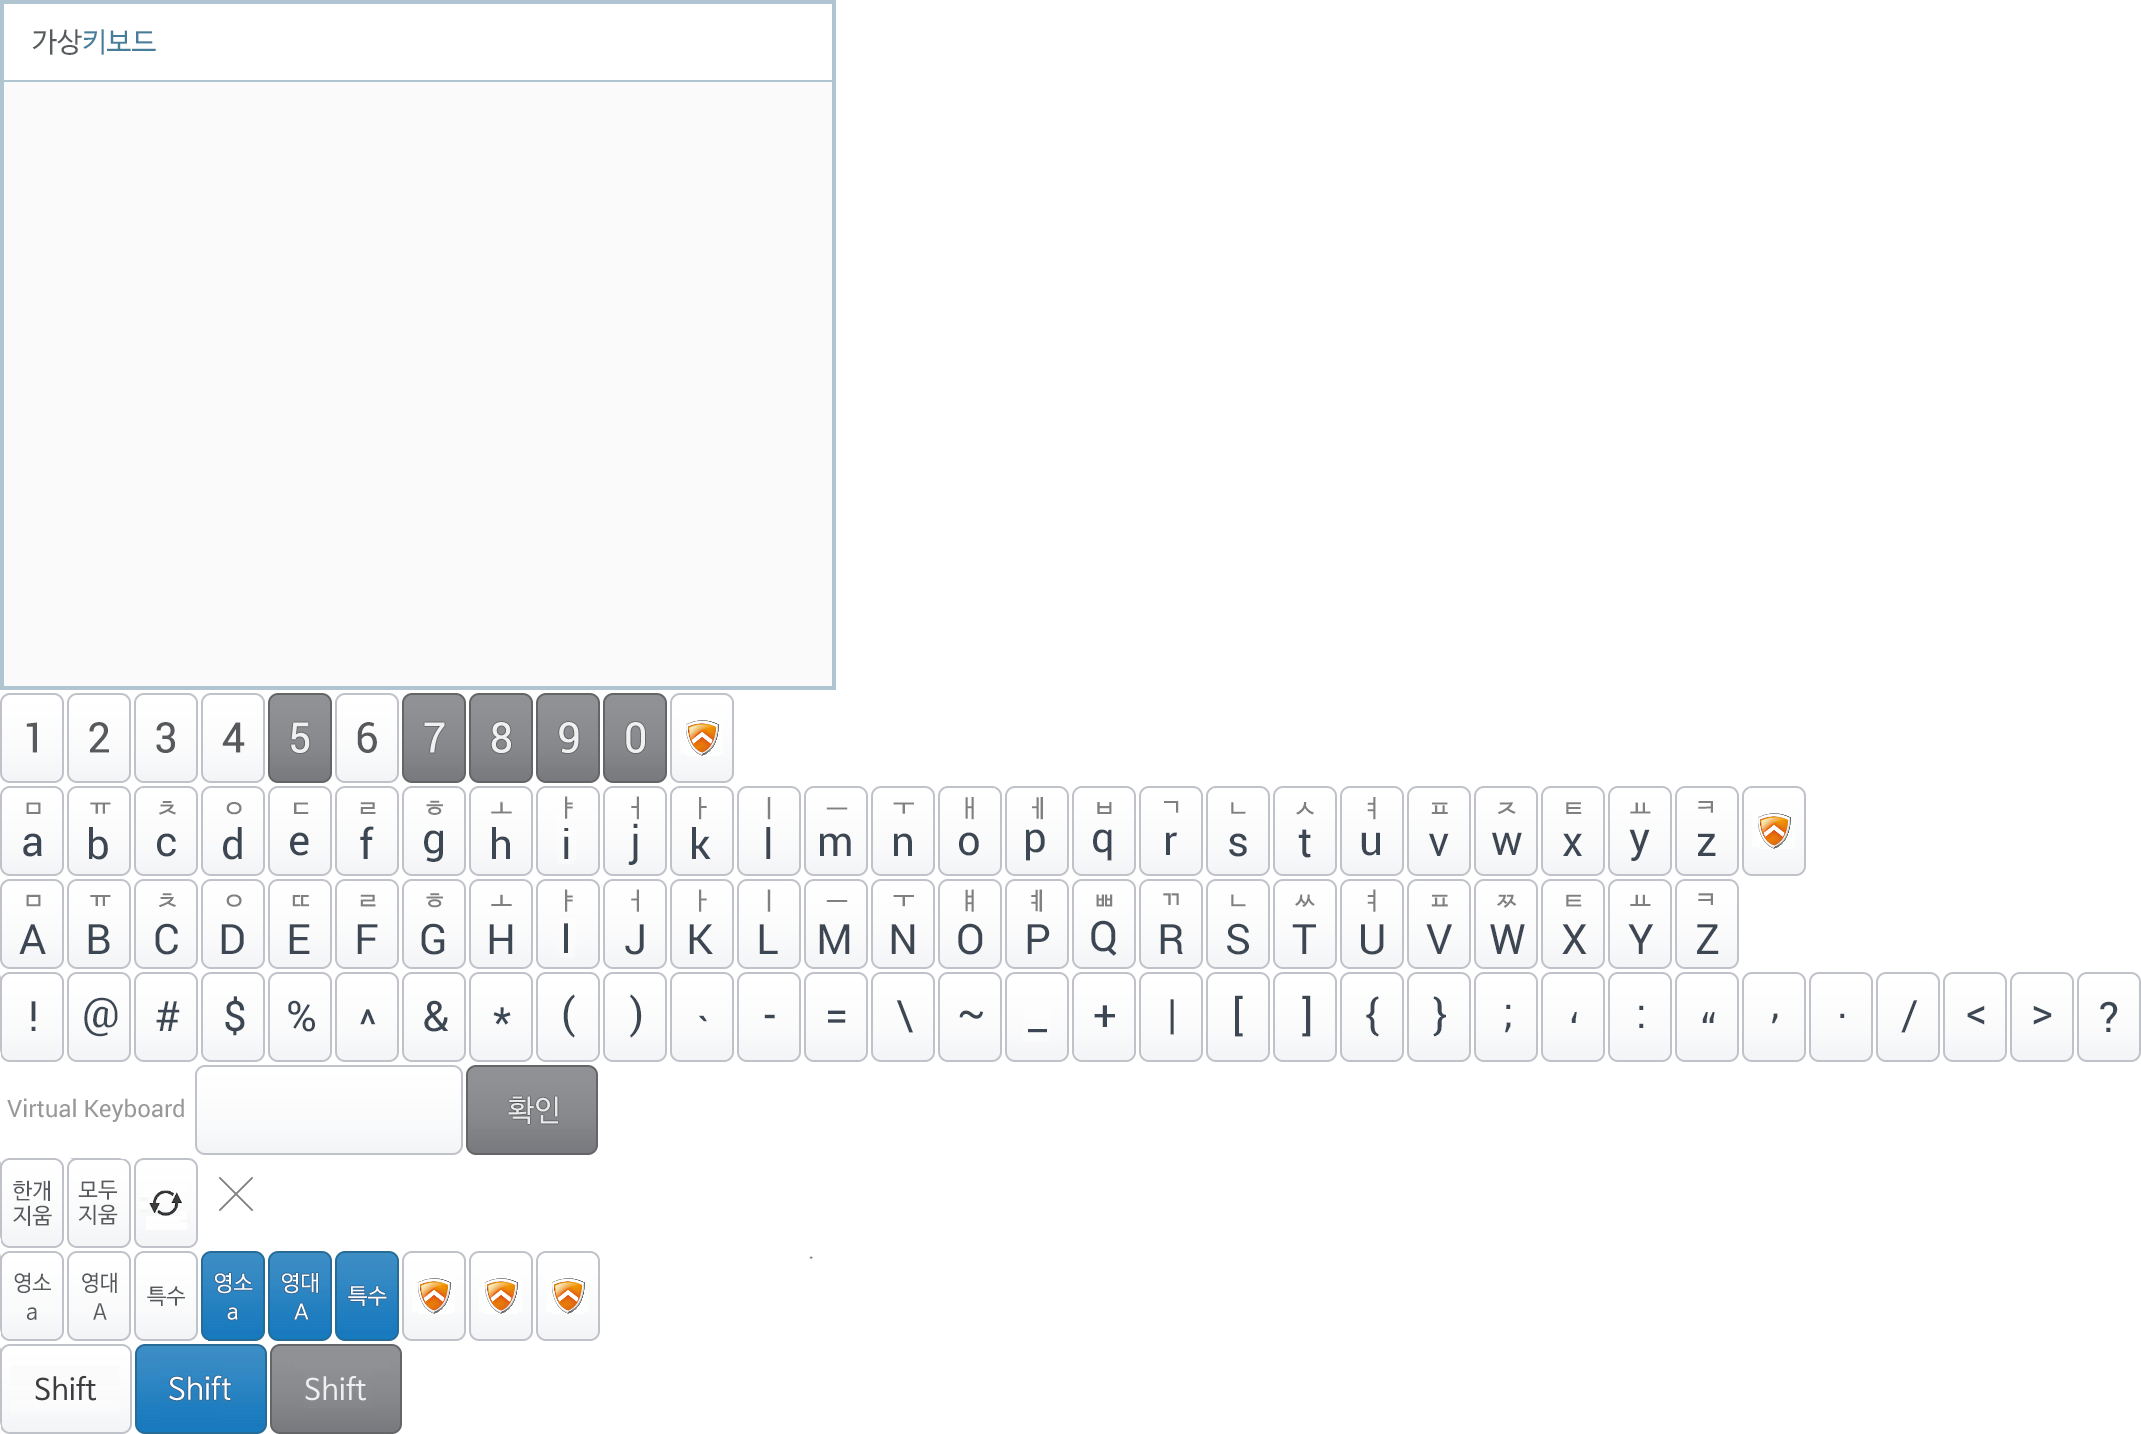 가상키보드
1 2 3 4 5 6 7 8 9 0
ㅁ ㅠ ㅊ ㅇ ㄷ ㄹ ㅎ ㅗ ㅑ ㅓ ㅏ ㅣ ㅡ ㅜ ㅐ ㅔ ㅂ ㄱ ㄴ ㅅ ㅕ ㅍ ㅈ ㅌ ㅛ ㅋ
a b c d e f g h i j k l m n o p q r s t u v w x y z
ㅁ ㅠ ㅊ ㅇ ㄸ ㄹ ㅎ ㅗ ㅑ ㅓ ㅏ ㅣ ㅡ ㅜ ㅒ ㅖ ㅃ ㄲ ㄴ ㅆ ㅕ ㅍ ㅉ ㅌ ㅛ ㅋ
A B C D E F G H I J K L M N O P Q R S T U V W X Y Z
! @ # $ % ^ & * ( ) ` - = \ ~ _ + | [ ] { } ; ‘ : “ , · / < > ?
Virtual Keyboard 확인
한개 모두
지움 지움
영소 영대 특수 영소 영대 특수
a A a A
Shift Shift Shift